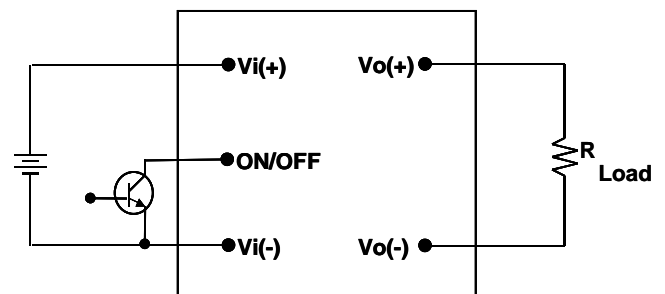 Vi(+)
Vo(+)
ON/OFF
R
Load
Vi(-)
Vo(-)